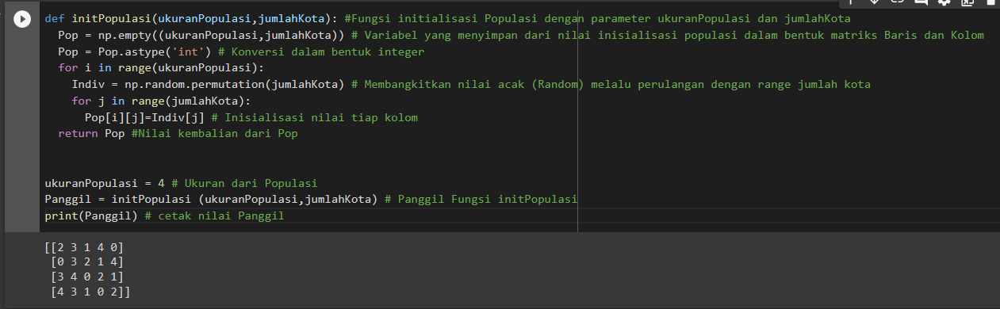 def initPopulasi(ukuranPopulasi,jumlahKota): #Fungsi initialisasi Populasi dengan parameter ukuranPopulasi dan jumlahKota
  Pop = np.empty((ukuranPopulasi,jumlahKota)) # Variabel yang menyimpan dari nilai inisialisasi populasi dalam bentuk matriks Baris dan Kolom
  Pop = Pop.astype('int') # Konversi dalam bentuk integer
  for i in range(ukuranPopulasi):
    Indiv = np.random.permutation(jumlahKota) # Membangkitkan nilai acak (Random) melalu perulangan dengan range jumlah kota
    for j in range(jumlahKota):
      Pop[i][j]=Indiv[j] # Inisialisasi nilai tiap kolom
  return Pop #Nilai kembalian dari Pop
ukuranPopulasi = 4 # Ukuran dari Populasi
Panggil = initPopulasi (ukuranPopulasi,jumlahKota) # Panggil Fungsi initPopulasi
print(Panggil) # cetak nilai Panggil
[[2 3 1 4 0]
 [0 3 2 1 4]
 [3 4 0 2 1]
 [4 3 1 0 2]]